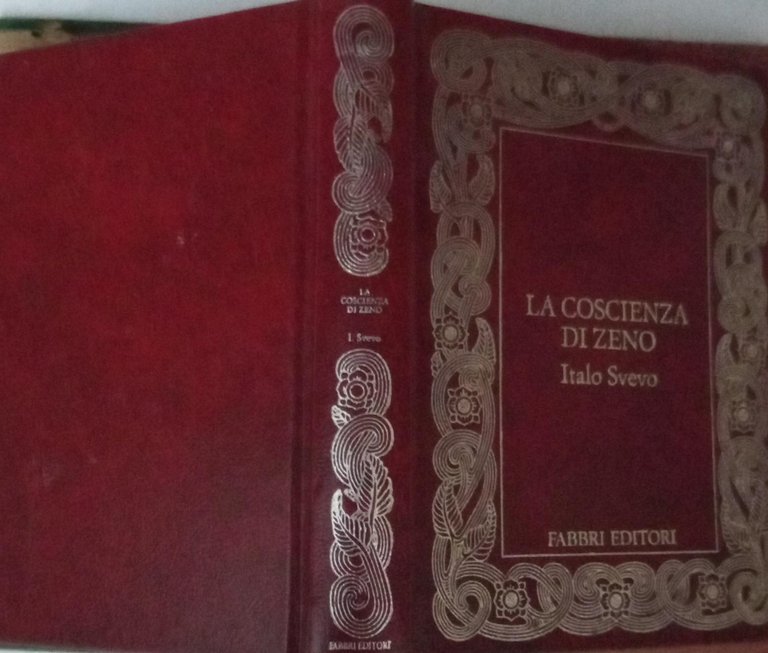 LA
COSCIENZA
DI ZENO
I. Svevo
FABBRI EDITORI
LA COSCIENZA
DI ZENO
Italo Svevo
FABBRI EDITORI